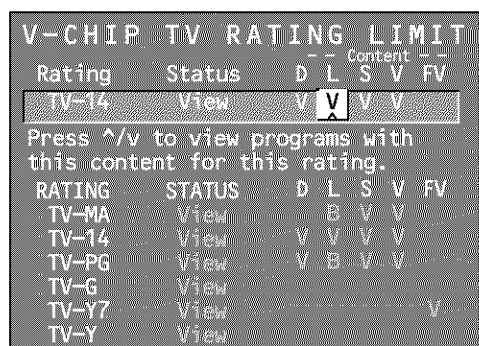 V-CHIP TV RATING LIMIT
-- Content --
Rating Status D L S V FV
TV-14 View V V V V
Press ^/v to view programs with
this content for this rating.
RATING STATUS D L S V FV
TV-MA View B V V
TV-14 View V V V V
TV-PG View V B V V
TV-G View
TV-Y7 View V
TV-Y View